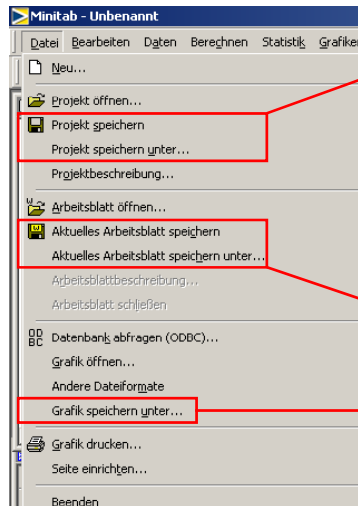 Minitab - Unbenannt
Datei Bearbeiten Daten Berechnen Statistik Grafiken
Neu...
Projekt öffnen...
Projekt speichern
Projekt speichern unter...
Projektbeschreibung...
Arbeitsblatt öffnen...
Aktuelles Arbeitsblatt speichern
Aktuelles Arbeitsblatt speichern unter...
Arbeitsblattbeschreibung...
Arbeitsblatt schließen
Datenbank abfragen (ODBC)...
Grafik öffnen...
Andere Dateiformate
Grafik speichern unter...
Grafik drucken...
Seite einrichten...
Beenden